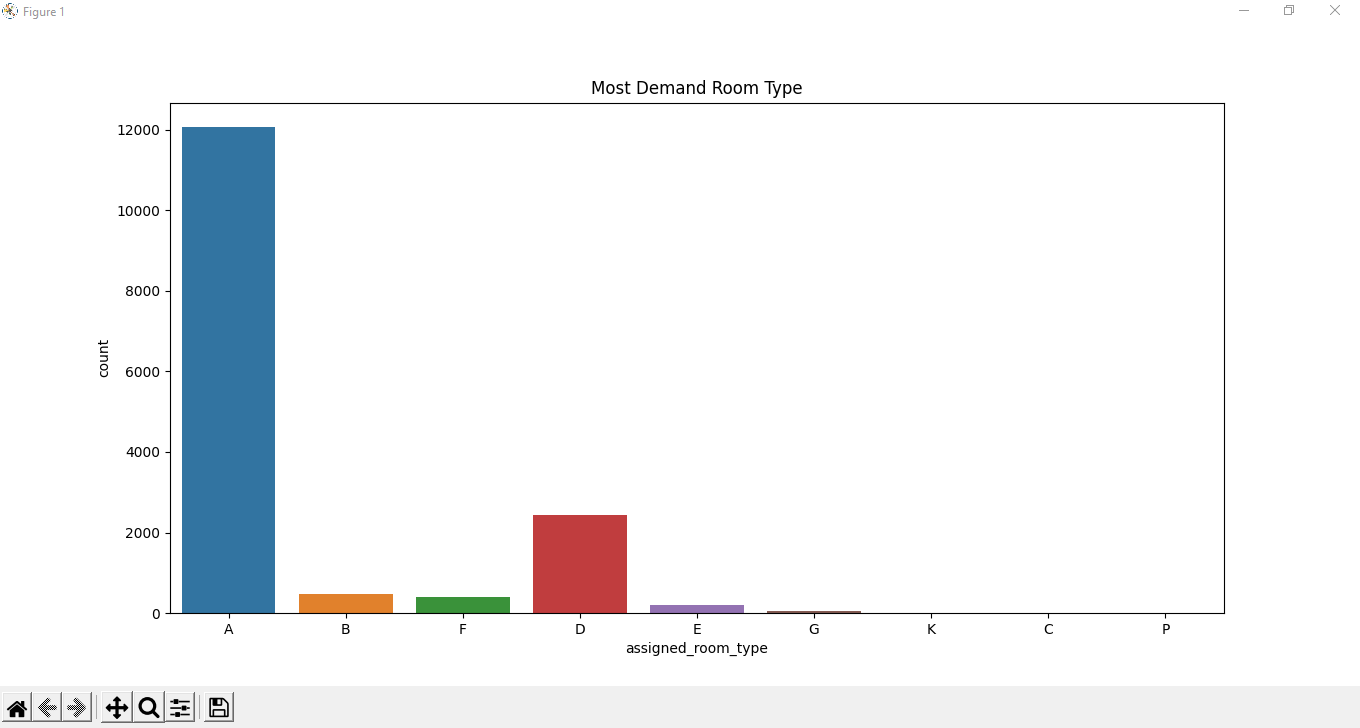 Figure 1
Most Demand Room Type
12000
10000
8000
6000
4000
2000
0
count
A B F D E G K C P
assigned_room_type